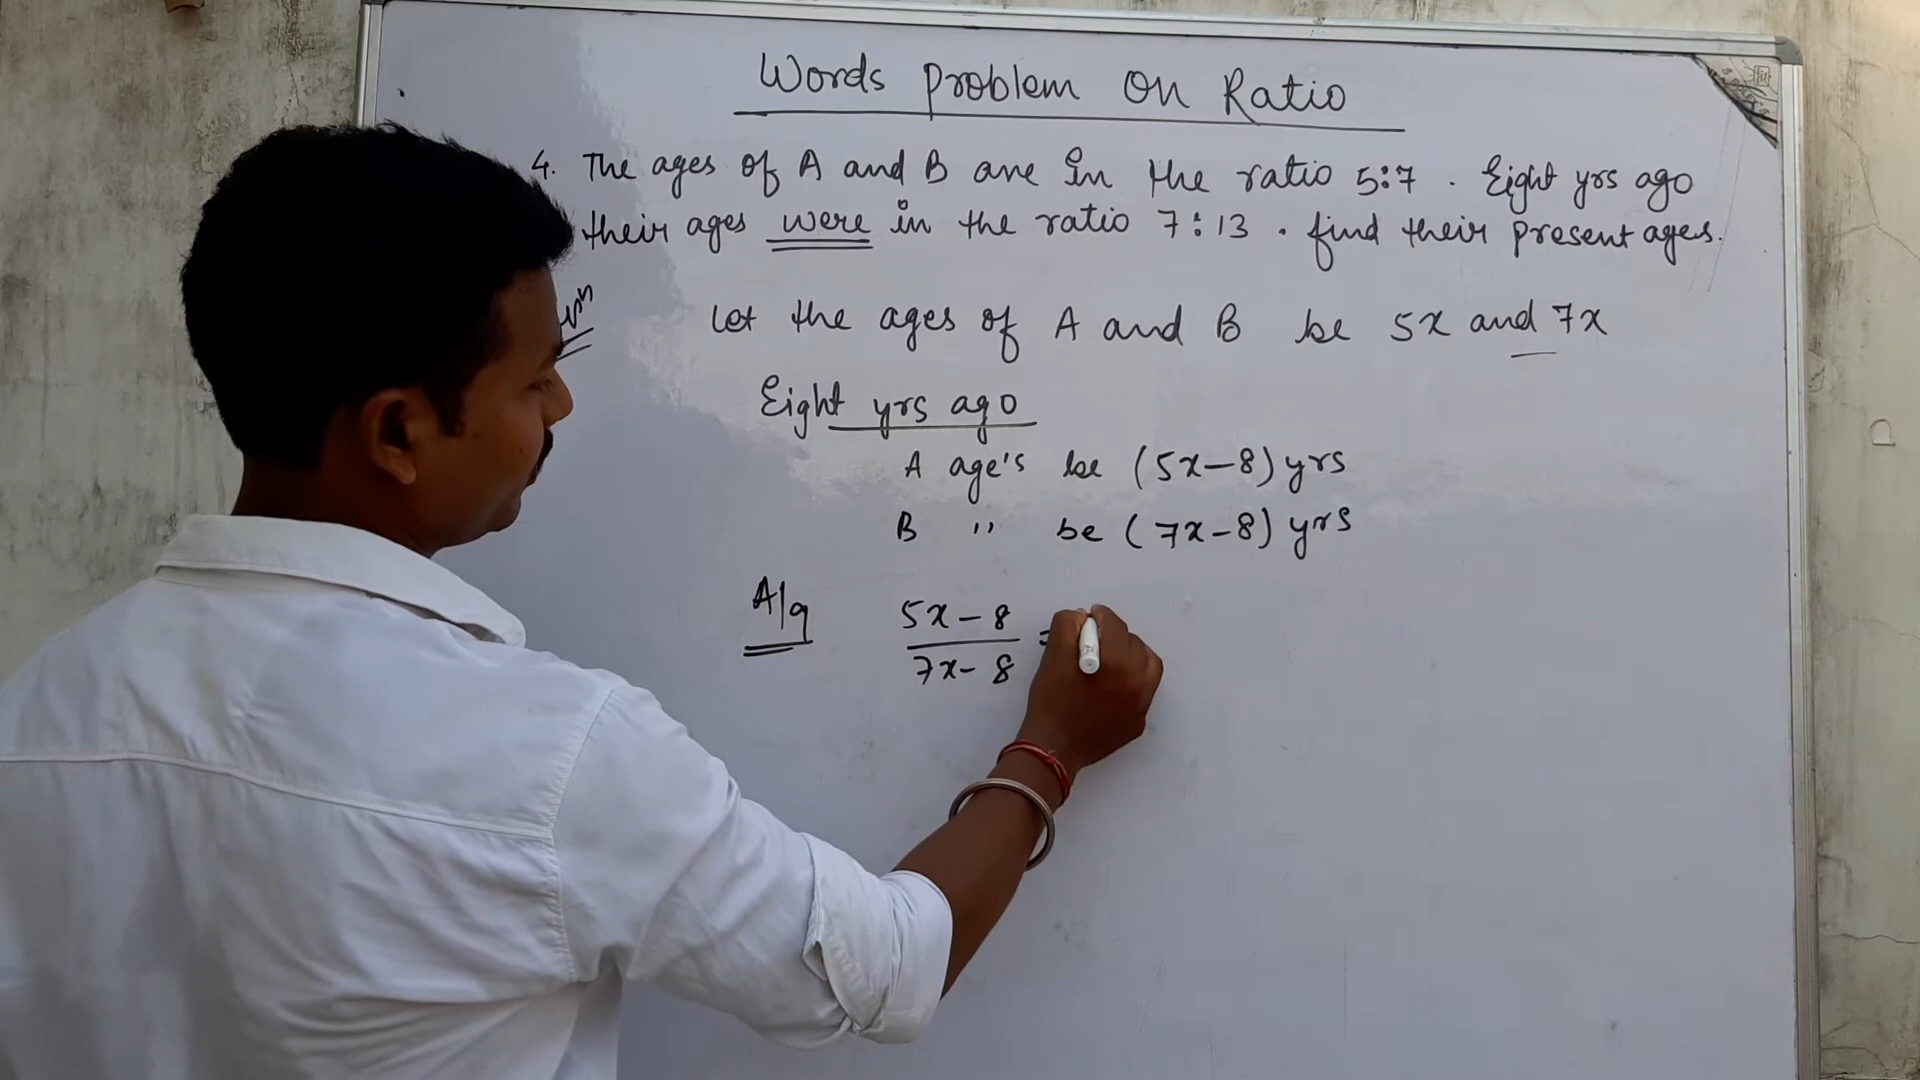 Words Problem On Ratio
4. The ages of A and B are in the ratio 5:7 . Eight yrs ago
their ages were in the ratio 7:13 . find their present ages.
Let the ages of A and B be 5x and 7x
Eight yrs ago
A age's be (5x-8) yrs
B " be (7x-8) yrs
A/q 5x-8 =
7x-8